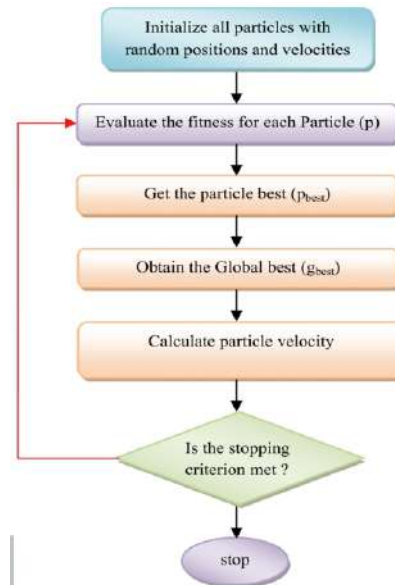 Initialize all particles with
random positions and velocities
Evaluate the fitness for each Particle (p)
Get the particle best (pbest)
Obtain the Global best (gbest)
Calculate particle velocity
Is the stopping
criterion met ?
stop